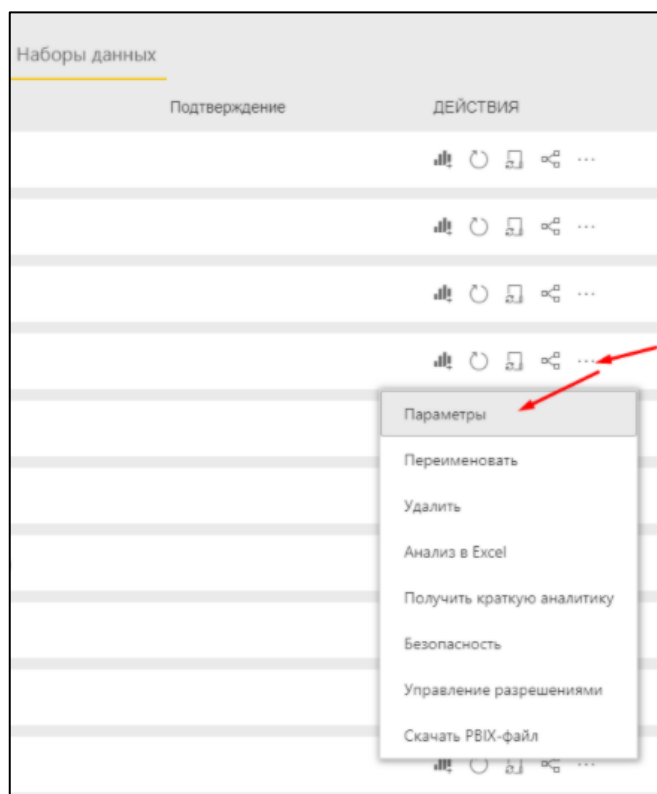 Наборы данных
Подтверждение ДЕЙСТВИЯ
Параметры
Переименовать
Удалить
Анализ в Excel
Получить краткую аналитику
Безопасность
Управление разрешениями
Скачать PBIX-файл